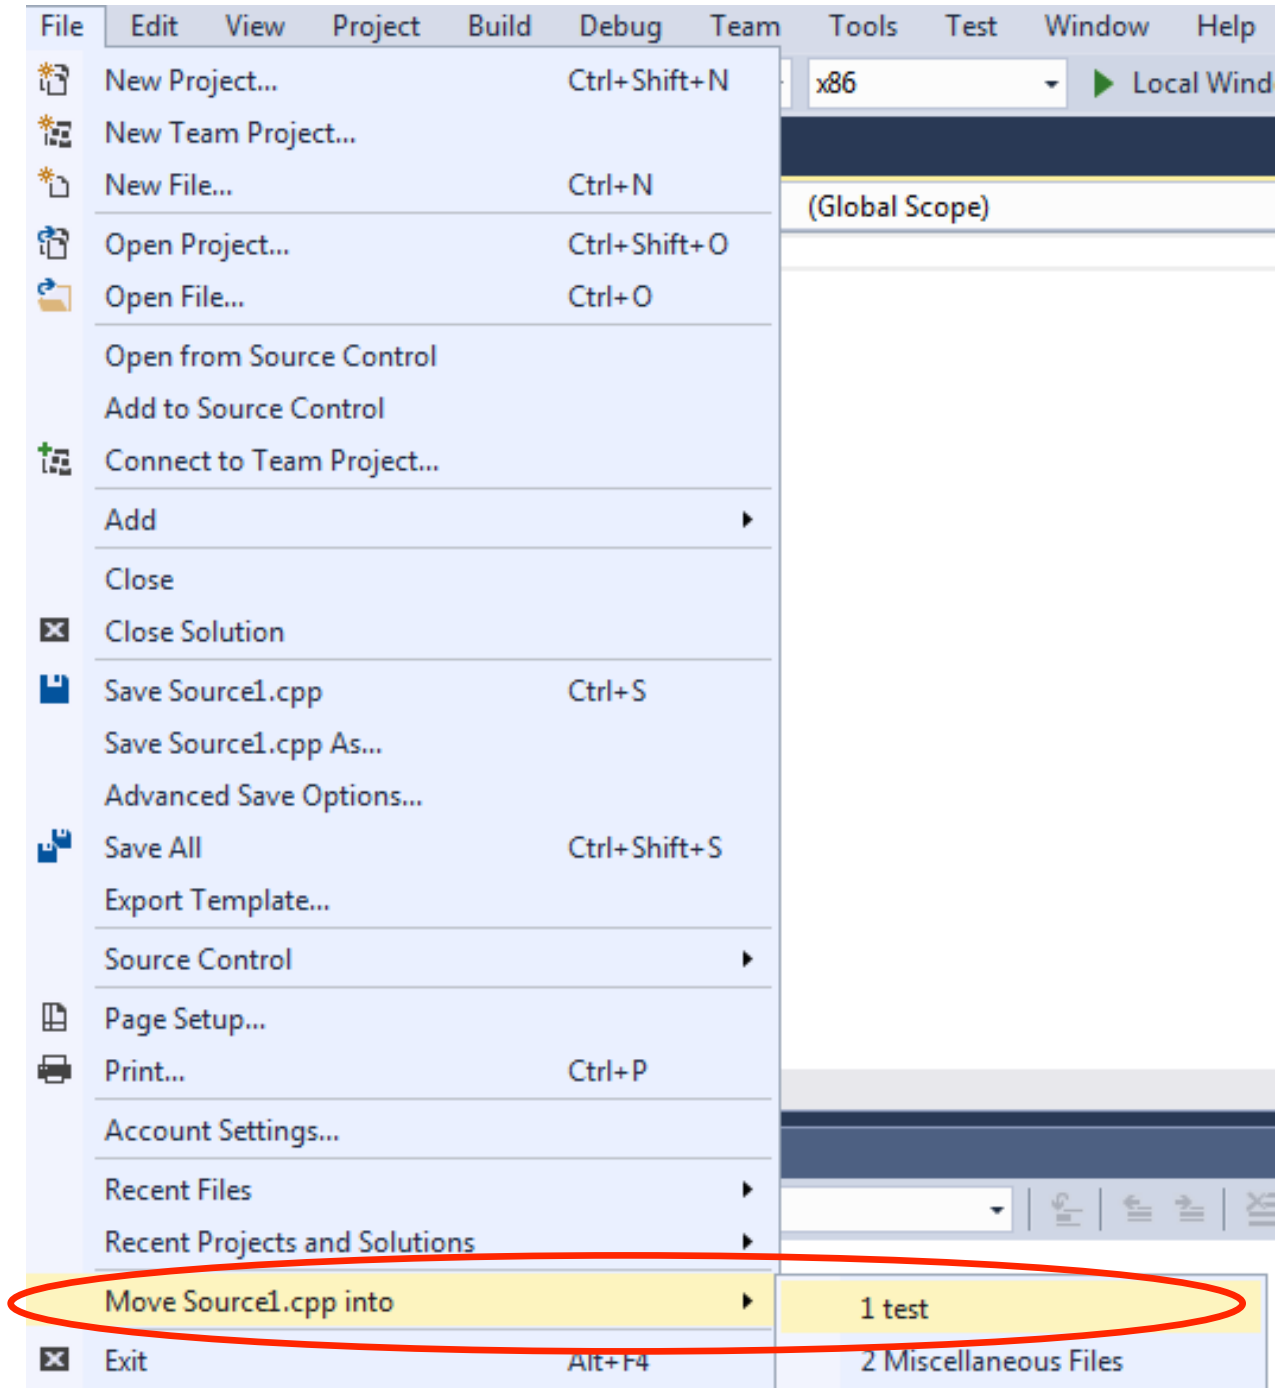 File Edit View Project Build Debug Team Tools Test Window Help
New Project... Ctrl+Shift+N
x86 Local Wind
New Team Project...
New File... Ctrl+N
(Global Scope)
Open Project... Ctrl+Shift+O
Open File... Ctrl+O
Open from Source Control
Add to Source Control
Connect to Team Project...
Add
Close
Close Solution
Save Source1.cpp Ctrl+S
Save Source1.cpp As...
Advanced Save Options...
Save All Ctrl+Shift+S
Export Template...
Source Control
Page Setup...
Print... Ctrl+P
Account Settings...
Recent Files
Recent Projects and Solutions
Move Source1.cpp into
1 test
Exit Alt+F4
2 Miscellaneous Files